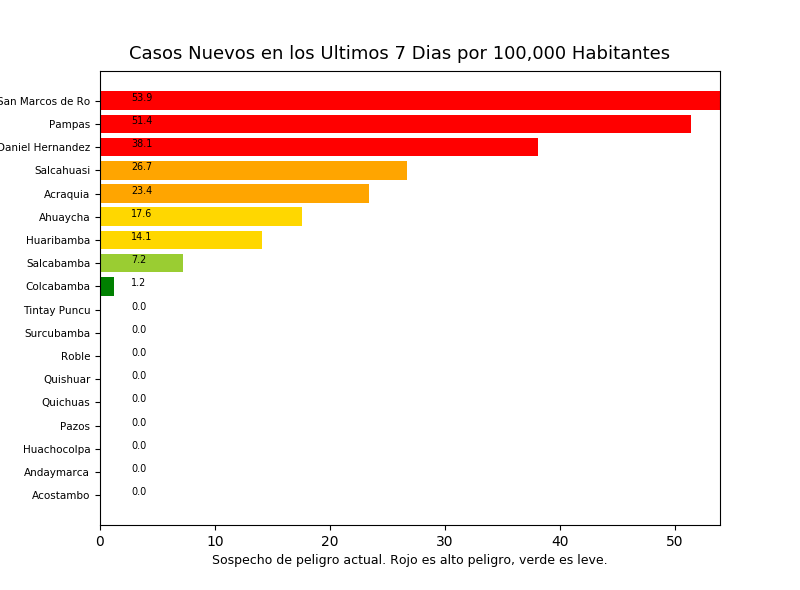 Casos Nuevos en los Ultimos 7 Dias por 100,000 Habitantes
San Marcos de Ro 53.9
Pampas 51.4
Daniel Hernandez 38.1
Salcahuasi 26.7
Acraquia 23.4
Ahuaycha 17.6
Huaribamba 14.1
Salcabamba 7.2
Colcabamba 1.2
Tintay Puncu 0.0
Surcubamba 0.0
Roble 0.0
Quishuar 0.0
Quichuas 0.0
Pazos 0.0
Huachocolpa 0.0
Andaymarca 0.0
Acostambo 0.0
0 10 20 30 40 50
Sospecho de peligro actual. Rojo es alto peligro, verde es leve.